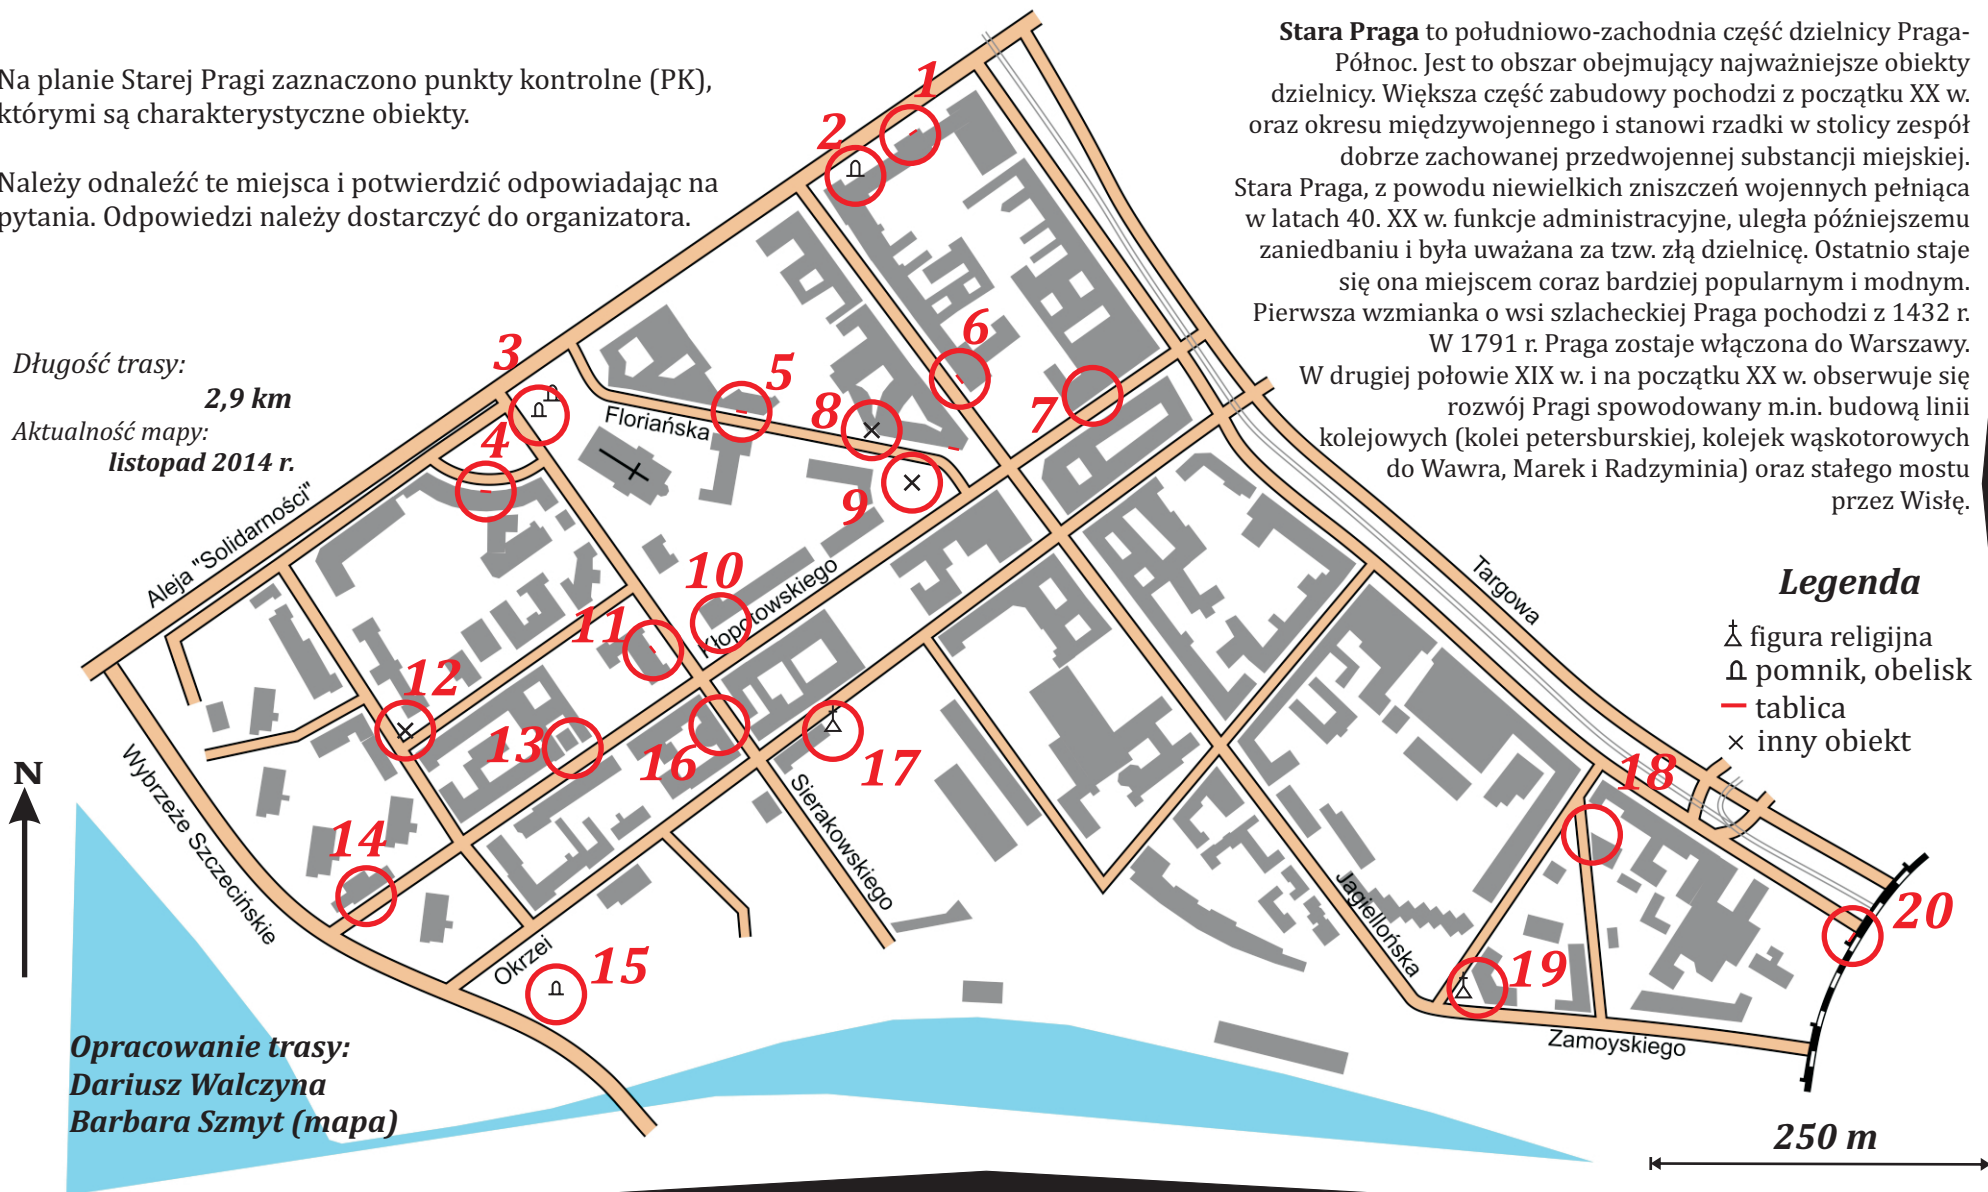 Na planie Starej Pragi zaznaczono punkty kontrolne (PK),
którymi są charakterystyczne obiekty.
Należy odnaleźć te miejsca i potwierdzić odpowiadając na
pytania. Odpowiedzi należy dostarczyć do organizatora.
Długość trasy:
2,9 km
Aktualność mapy:
listopad 2014 r.
Stara Praga to południowo-zachodnia część dzielnicy Praga-
Północ. Jest to obszar obejmujący najważniejsze obiekty
dzielnicy. Większa część zabudowy pochodzi z początku XX w.
oraz okresu międzywojennego i stanowi rzadki w stolicy zespół
dobrze zachowanej przedwojennej substancji miejskiej.
Stara Praga, z powodu niewielkich zniszczeń wojennych pełniąca
w latach 40. XX w. funkcje administracyjne, uległa późniejszemu
zaniedbaniu i była uważana za tzw. złą dzielnicę. Ostatnio staje
się ona miejscem coraz bardziej popularnym i modnym.
Pierwsza wzmianka o wsi szlacheckiej Praga pochodzi z 1432 r.
W 1791 r. Praga zostaje włączona do Warszawy.
W drugiej połowie XIX w. i na początku XX w. obserwuje się
rozwój Pragi spowodowany m.in. budową linii
kolejowych (kolei petersburskiej, kolejek wąskotorowych
do Wawra, Marek i Radzyminia) oraz stałego mostu
przez Wisłę.
Legenda
figura religijna
pomnik, obelisk
tablica
inny obiekt
1
2
3
4
5
6
7
8
9
10
11
12
13
14
15
16
17
18
19
20
Floriańska
Aleja "Solidarności"
Kłopotowskiego
Targowa
Wybrzeże Szczecińskie
Sierakowskiego
Jagiellońska
Okrzei
Zamoyskiego
N
Opracowanie trasy:
Dariusz Walczyna
Barbara Szmyt (mapa)
250 m